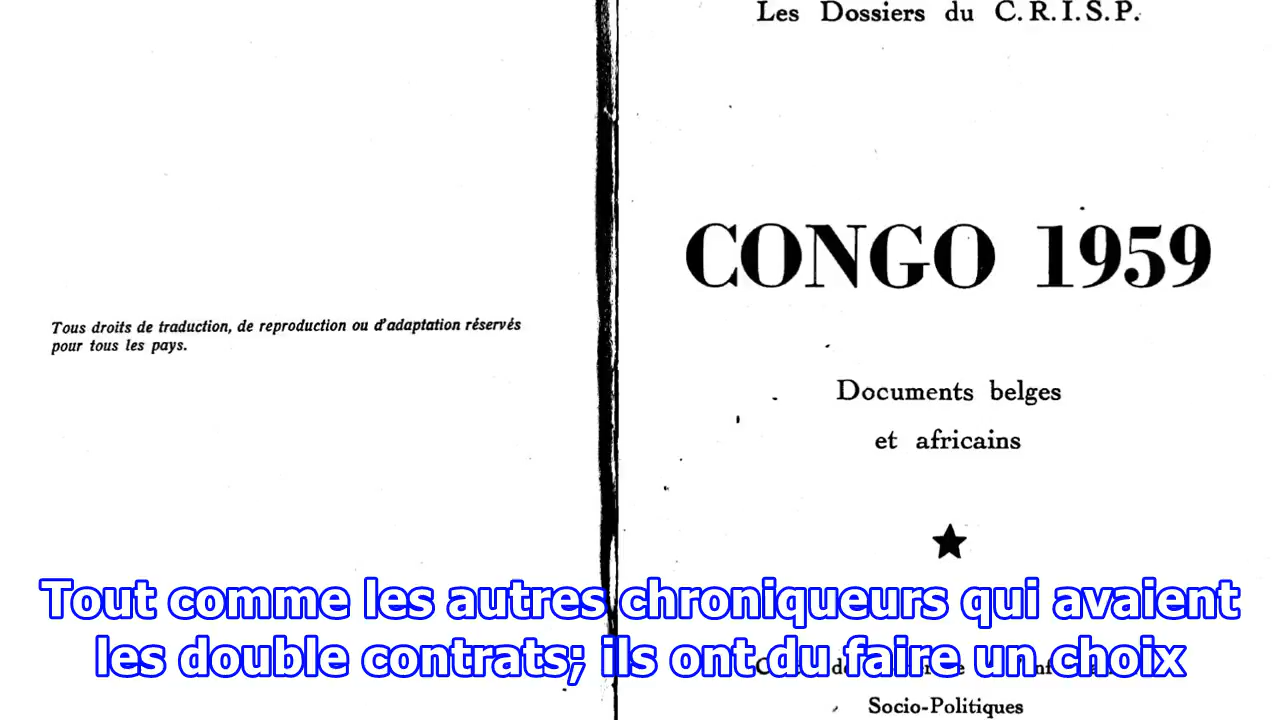 Tous droits de traduction, de reproduction ou d'adaptation réservés
pour tous les pays.
Les Dossiers du C.R.I.S.P.
CONGO 1959
Documents belges
et africains
Socio-Politiques
Tout comme les autres chroniqueurs qui avaient
les double contrats; ils ont du faire un choix